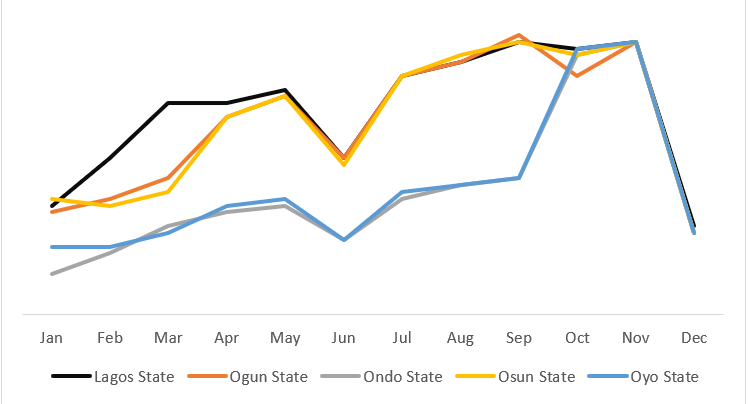 Jan Feb Mar Apr May Jun Jul Aug Sep Oct Nov Dec
Lagos State Ogun State Ondo State Osun State Oyo State